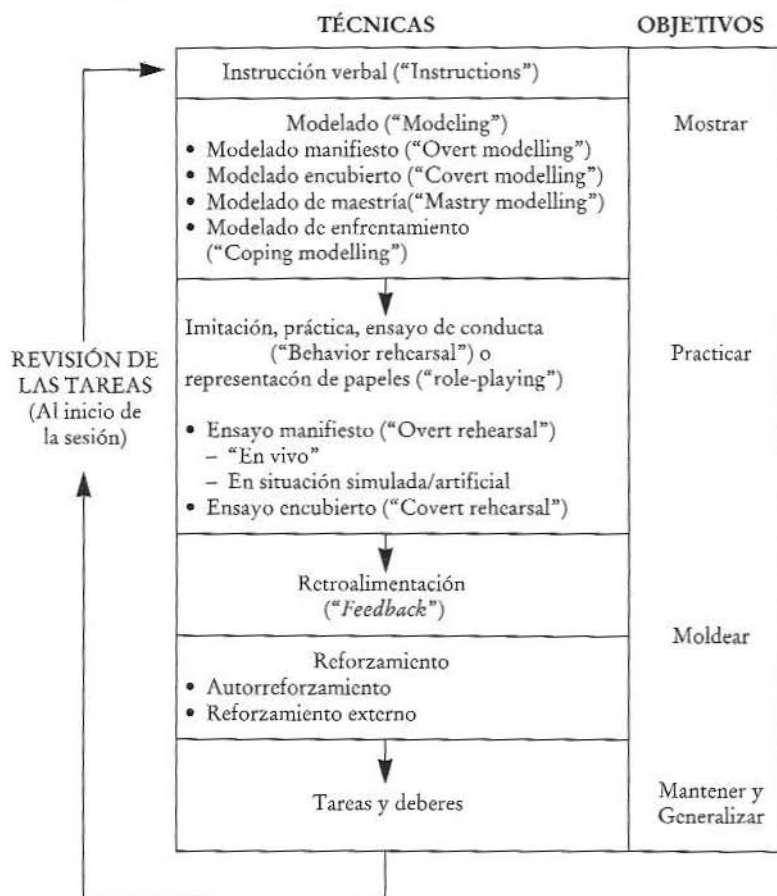 TÉCNICAS
OBJETIVOS
Instrucción verbal (“Instructions”)
Modelado (“Modeling”)
• Modelado manifiesto (“Overt modelling”)
• Modelado encubierto (“Covert modelling”)
• Modelado de maestría(“Mastry modelling”)
• Modelado de enfrentamiento
(“Coping modelling”)
Mostrar
Imitación, práctica, ensayo de conducta
(“Behavior rehearsal”) o
representacón de papeles (“role-playing”)
• Ensayo manifiesto (“Overt rehearsal”)
– “En vivo”
– En situación simulada/artificial
• Ensayo encubierto (“Covert rehearsal”)
Practicar
REVISIÓN DE
LAS TAREAS
(Al inicio de
la sesión)
Retroalimentación
(“Feedback”)
Reforzamiento
• Autorreforzamiento
• Reforzamiento externo
Moldear
Tareas y deberes
Mantener y
Generalizar